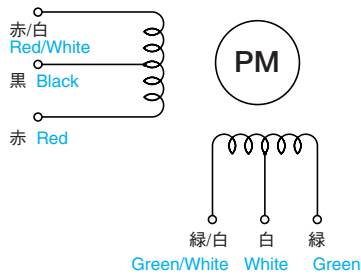 赤/白
Red/White
黒 Black
赤 Red
PM
緑/白 白 緑
Green/White White Green